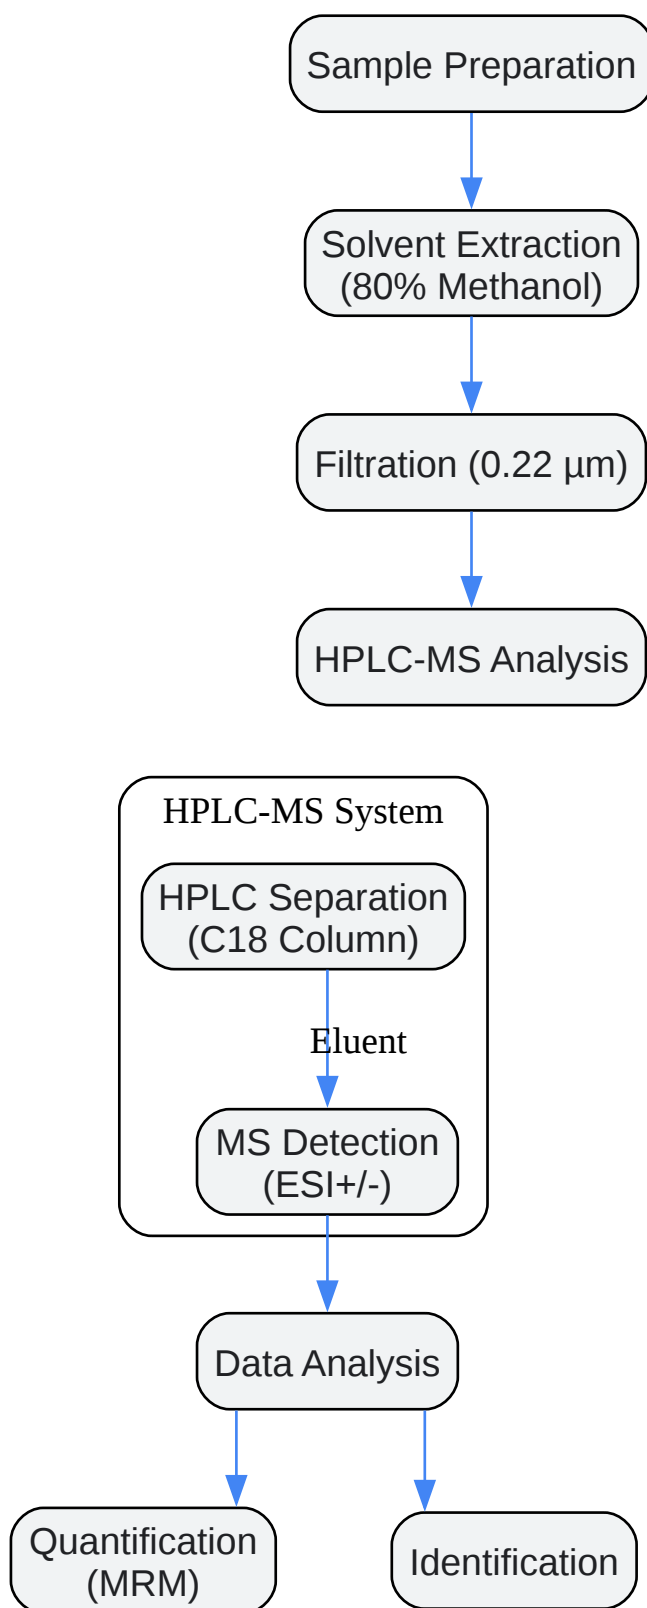 Sample Preparation
Solvent Extraction
(80% Methanol)
Filtration (0.22 µm)
HPLC-MS Analysis
HPLC-MS System
HPLC Separation
(C18 Column)
Eluent
MS Detection
(ESI+/-)
Data Analysis
Quantification
(MRM)
Identification